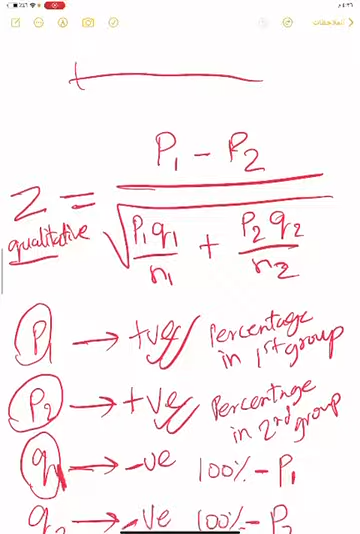 الملاحظات
P₁ - P₂
Z =
qualitative
√ P₁q₁/n₁ + P₂q₂/n₂
P₁ → +ve Percentage in 1st group
P₂ → +ve Percentage in 2nd group
q₁ → -ve 100% - P₁
q₂ → -ve 100% - P₂